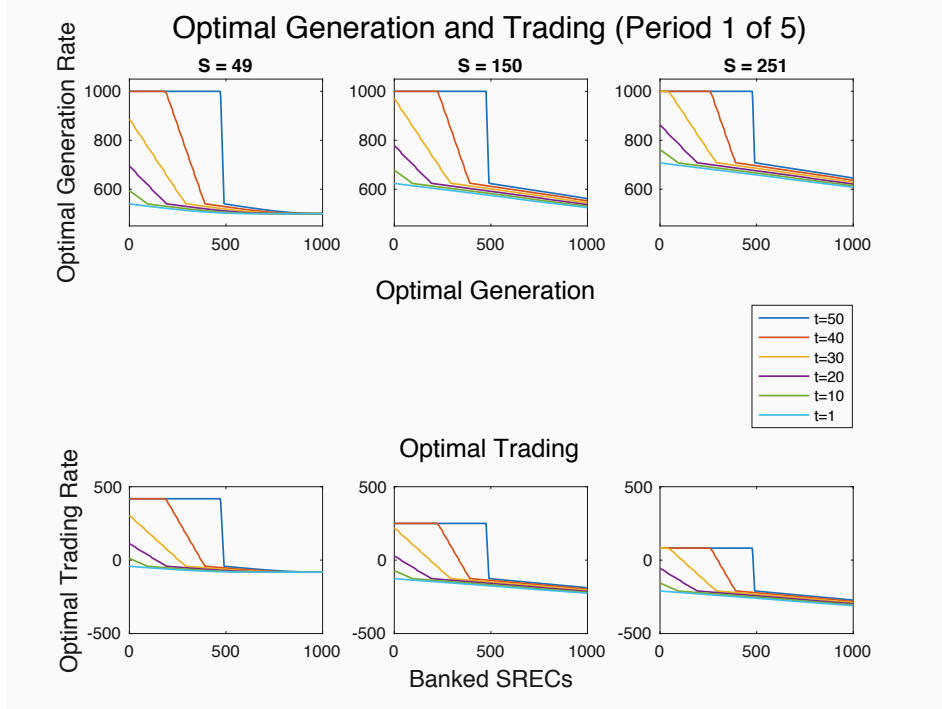 Optimal Generation and Trading (Period 1 of 5)
S = 49
S = 150
S = 251
Optimal Generation Rate
1000
800
600
0
500
1000
1000
800
600
0
500
1000
1000
800
600
0
500
1000
Optimal Generation
t=50
t=40
t=30
t=20
t=10
t=1
Optimal Trading
Optimal Trading Rate
500
0
-500
0
500
1000
500
0
-500
0
500
1000
500
0
-500
0
500
1000
Banked SRECs